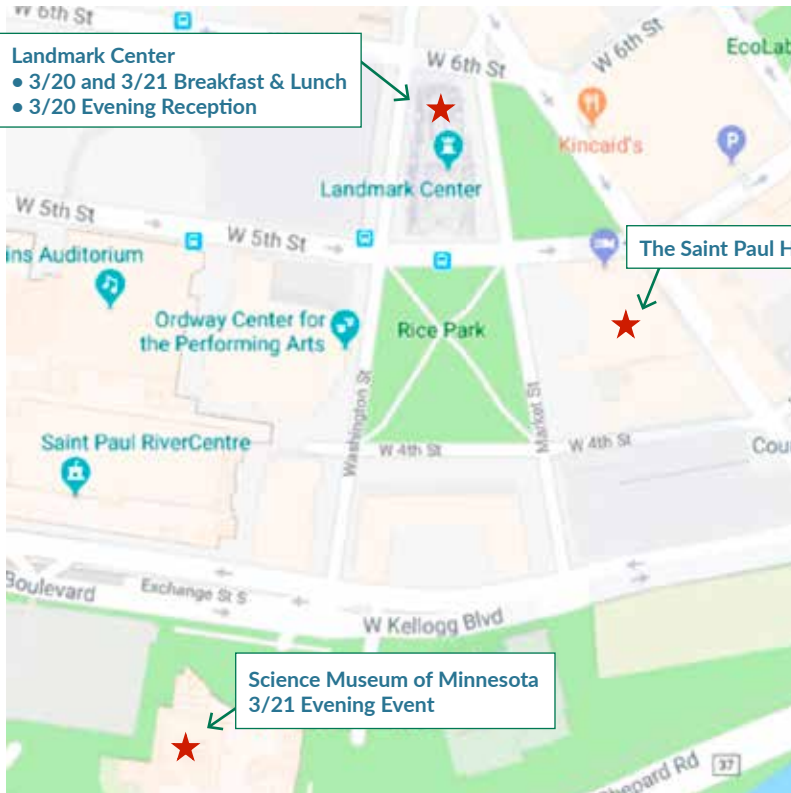 W 6th St
Landmark Center
• 3/20 and 3/21 Breakfast & Lunch
• 3/20 Evening Reception
W 6th St
W 6th St
EcoLab
Kincaid's
P
Landmark Center
W 5th St
W 5th St
ins Auditorium
The Saint Paul H
Ordway Center for
the Performing Arts
Rice Park
Washington St
Market St
Saint Paul RiverCentre
W 4th St
W 4th St
Cou
Boulevard
Exchange St S
W Kellogg Blvd
Science Museum of Minnesota
3/21 Evening Event
Shepard Rd
37